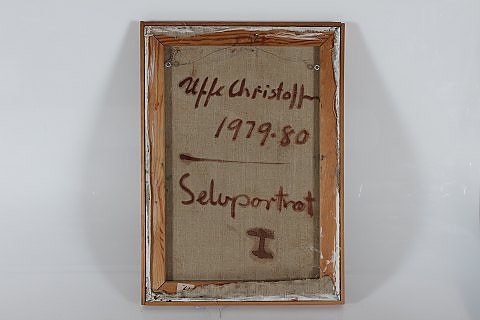 Uffe Christoff
1979-80
Selvportræt
I